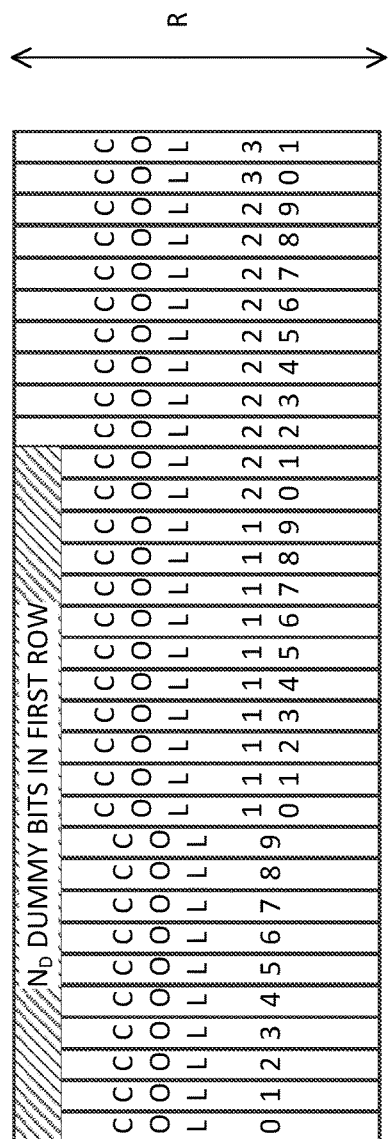 N_D DUMMY BITS IN FIRST ROW
COL 0
COL 1
COL 2
COL 3
COL 4
COL 5
COL 6
COL 7
COL 8
COL 9
COL 10
COL 11
COL 12
COL 13
COL 14
COL 15
COL 16
COL 17
COL 18
COL 19
COL 20
COL 21
COL 22
COL 23
COL 24
COL 25
COL 26
COL 27
COL 28
COL 29
COL 30
COL 31
R